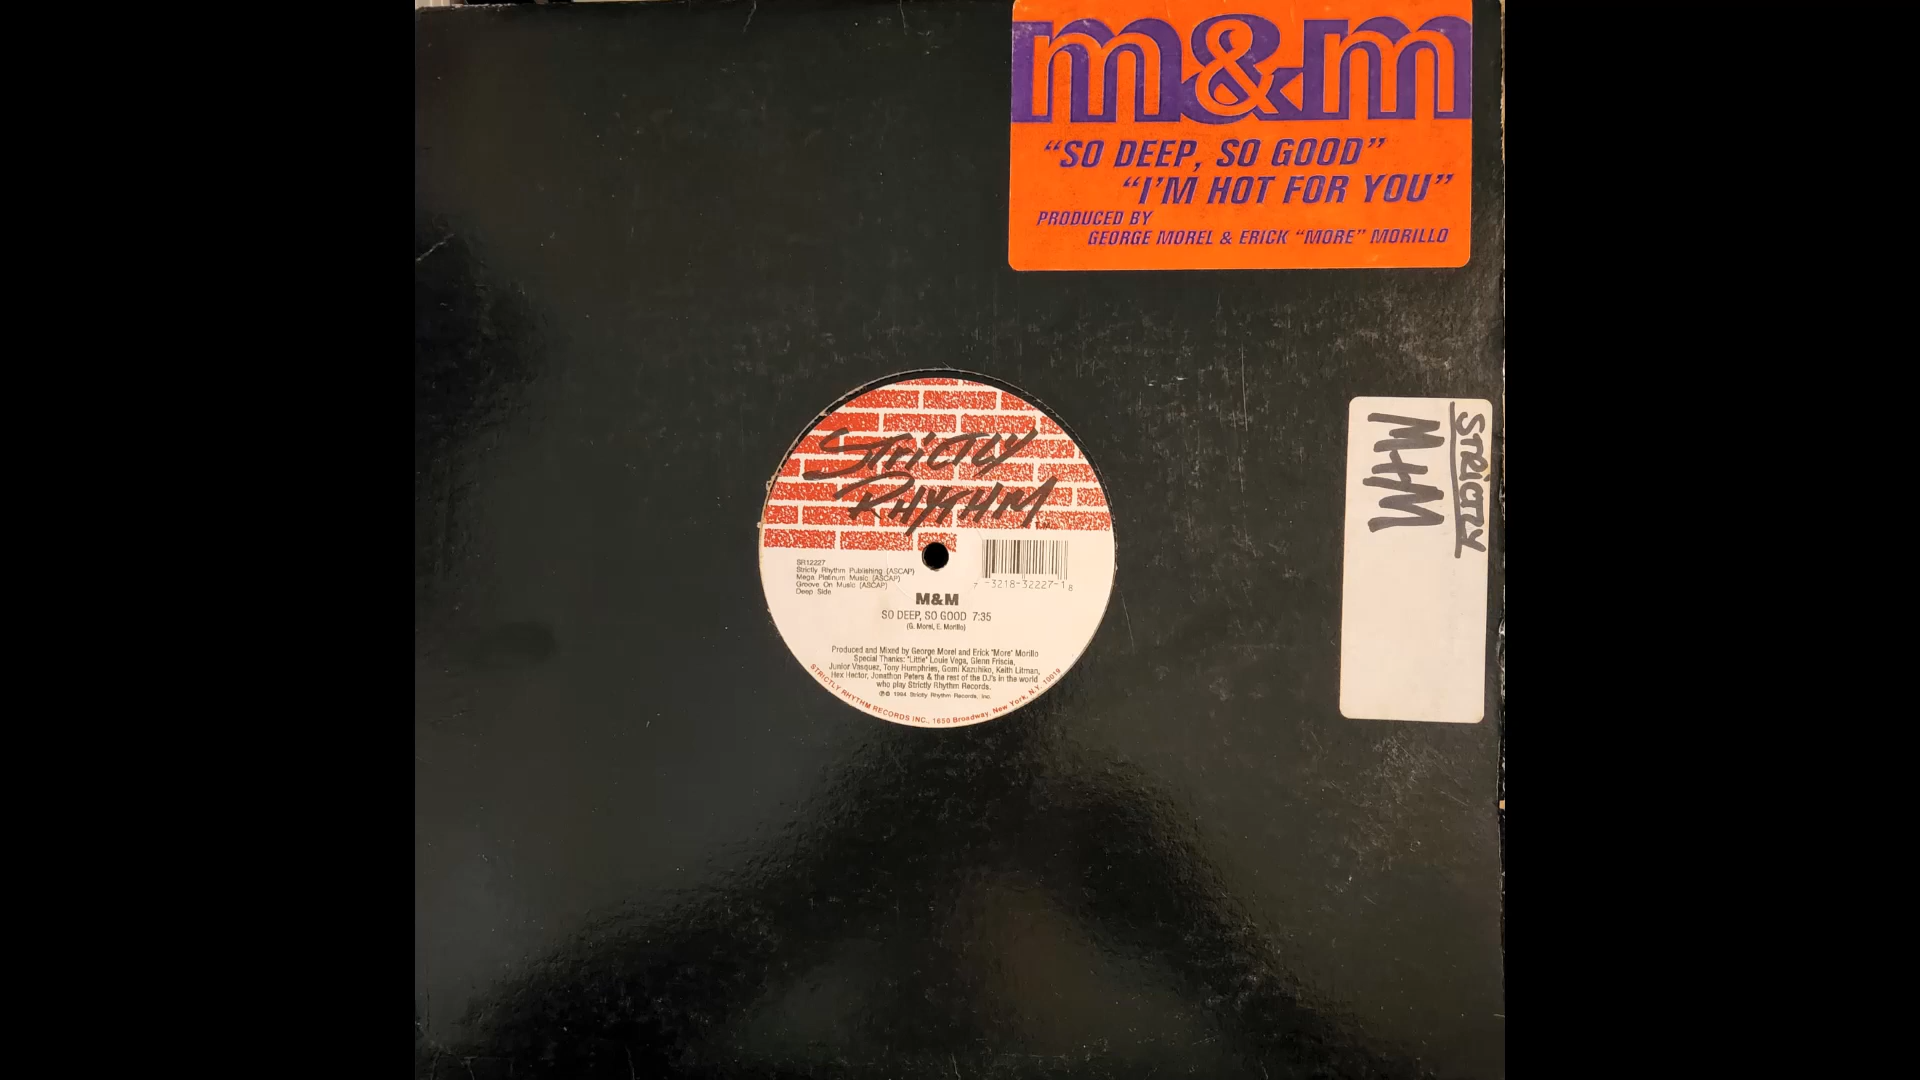 m&m
"SO DEEP, SO GOOD"
"I'M HOT FOR YOU"
PRODUCED BY
GEORGE MOREL & ERICK "MORE" MORILLO
STRICTLY
M+M
STRICTLY
RHYTHM
SR12227
Strictly Rhythm Publishing (ASCAP)
Mega Platinum Music (ASCAP)
Groove On Music (ASCAP)
Deep Side
7 -3218-32227-1 8
M&M
SO DEEP, SO GOOD 7:35
(G. Morel, E. Morillo)
Produced and Mixed by George Morel and Erick "More" Morillo
Special Thanks: "Little" Louie Vega, Glenn Friscia,
Junior Vasquez, Tony Humphries, Gomi Kazuhiko, Keith Litman,
Hex Hector, Jonathon Peters & the rest of the DJ's in the world
who play Strictly Rhythm Records.
℗© 1994 Strictly Rhythm Records, Inc.
STRICTLY RHYTHM RECORDS INC., 1650 Broadway, New York, N.Y. 10019